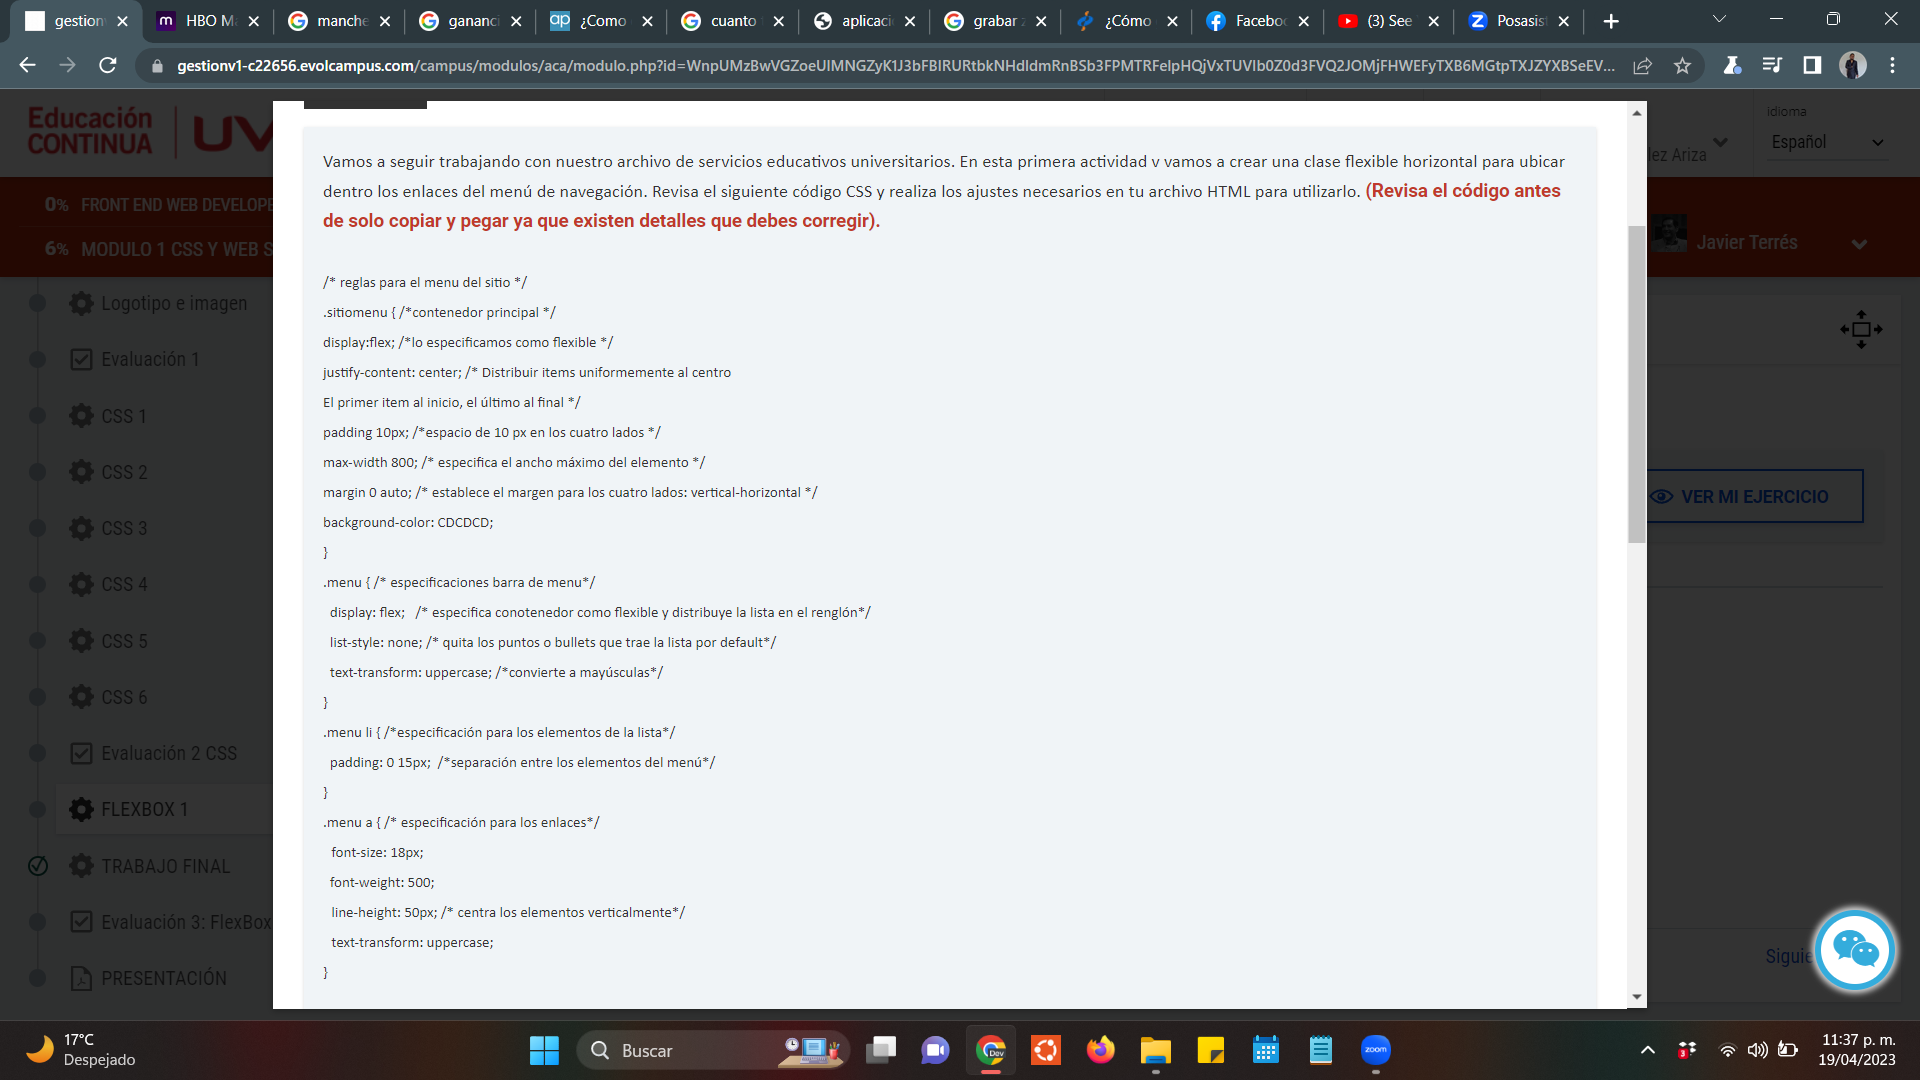 gestion
HBO M
manche
gananci
¿Como
cuanto
aplicaci
grabar
¿Cómo
Faceboo
(3) See
Posasis
gestionv1-c22656.evolcampus.com/campus/modulos/aca/modulo.php?id=
idioma
Educación
CONTINUA
UV
Español
lez Ariza
0% FRONT END WEB DEVELOPE
6% MODULO 1 CSS Y WEB S
Javier Terrés
Vamos a seguir trabajando con nuestro archivo de servicios educativos universitarios. En esta primera actividad v vamos a crear una clase flexible horizontal para ubicar
dentro los enlaces del menú de navegación. Revisa el siguiente código CSS y realiza los ajustes necesarios en tu archivo HTML para utilizarlo. (Revisa el código antes
de solo copiar y pegar ya que existen detalles que debes corregir).
/* reglas para el menu del sitio */
.sitiomenu { /*contenedor principal */
display:flex; /*lo especificamos como flexible */
justify-content: center; /* Distribuir items uniformemente al centro
El primer item al inicio, el último al final */
padding 10px; /*espacio de 10 px en los cuatro lados */
max-width 800; /* especifica el ancho máximo del elemento */
margin 0 auto; /* establece el margen para los cuatro lados: vertical-horizontal */
background-color: CDCDCD;
}
.menu { /* especificaciones barra de menu*/
display: flex; /* especifica conotenedor como flexible y distribuye la lista en el renglón*/
list-style: none; /* quita los puntos o bullets que trae la lista por default*/
text-transform: uppercase; /*convierte a mayúsculas*/
}
.menu li { /*especificación para los elementos de la lista*/
padding: 0 15px; /*separación entre los elementos del menú*/
}
.menu a { /* especificación para los enlaces*/
font-size: 18px;
font-weight: 500;
line-height: 50px; /* centra los elementos verticalmente*/
text-transform: uppercase;
}
Logotipo e imagen
Evaluación 1
CSS 1
CSS 2
CSS 3
CSS 4
CSS 5
CSS 6
Evaluación 2 CSS
FLEXBOX 1
TRABAJO FINAL
Evaluación 3: FlexBox
PRESENTACIÓN
VER MI EJERCICIO
Siguie
17°C
Despejado
Buscar
Dev
zoom
3
11:37 p. m.
19/04/2023